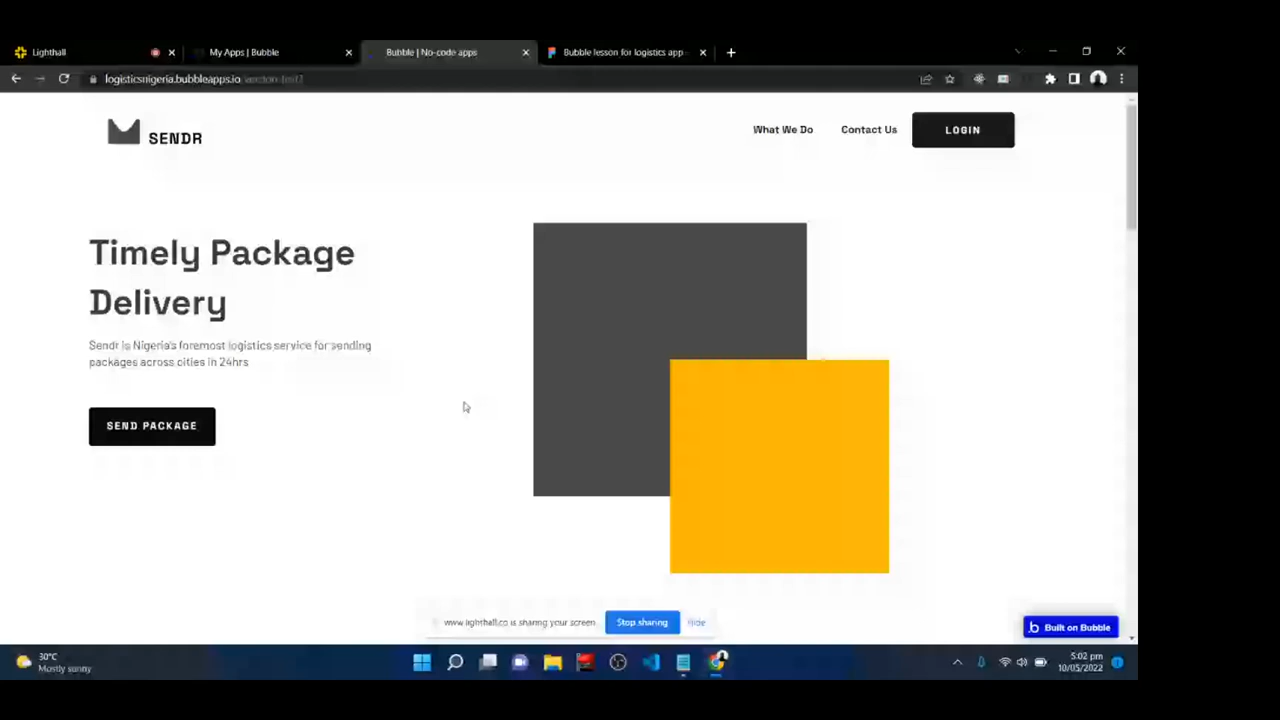 Lighthall
My Apps | Bubble
Bubble | No-code apps
Bubble lesson for logistics app
logisticsnigeria.bubbleapps.io
SENDR
What We Do
Contact Us
LOGIN
Timely Package
Delivery
Sendr is Nigeria's foremost logistics service for sending
packages across cities in 24hrs
SEND PACKAGE
www.lighthall.co is sharing your screen.
Stop sharing
Hide
b Built on Bubble
30°C
Mostly sunny
5:02 pm
10/05/2022